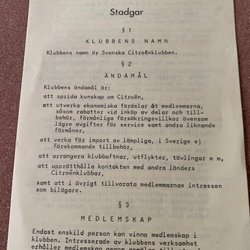 Stadgar
§ 1
KLUBBENS NAMN
Klubbens namn är Svenska Citroënklubben.
§ 2
ÄNDAMÅL
Klubbens ändamål är:
att sprida kunskap om Citroën,
att utverka ekonomiska fördelar åt medlemmarna,
såsom rabatter vid inköp av delar och till-
behör, förmånliga försäkringsvillkor även-
lägre avgifter för service samt andra liknande
förmåner,
att verka för import av lämpliga, i Sverige ej
förekommande tillbehör,
att arrangera klubbaftnar, utflykter, tävlingar m m,
att upprätthålla kontakten med andra länders
Citroënklubbar,
samt att i övrigt tillvarata medlemmarnas intressen
som bilägare.
§ 3
MEDLEMSKAP
Endast enskild person kan vinna medlemskap i
klubben. Intresserade av klubbens verksamhet
erhåller medlemskap genom